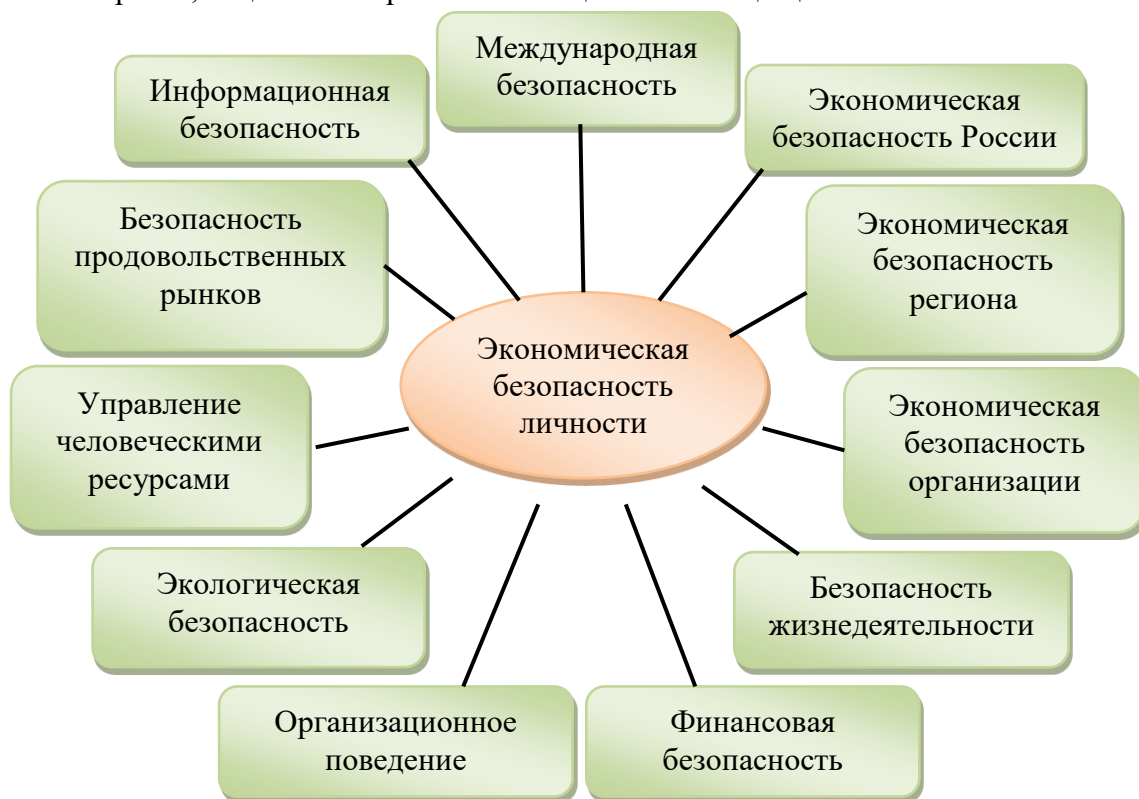 Международная
безопасность
Информационная
безопасность
Экономическая
безопасность России
Безопасность
продовольственных
рынков
Экономическая
безопасность
региона
Экономическая
безопасность
личности
Управление
человеческими
ресурсами
Экономическая
безопасность
организации
Экологическая
безопасность
Безопасность
жизнедеятельности
Организационное
поведение
Финансовая
безопасность